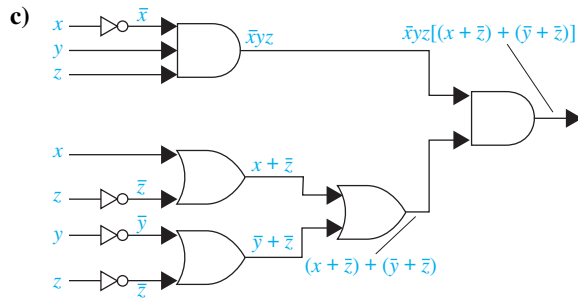 c)
x x̄
y
z
x̄yz
x̄yz[(x + z̄) + (ȳ + z̄)]
x
z z̄
x + z̄
y ȳ
z z̄
ȳ + z̄
(x + z̄) + (ȳ + z̄)